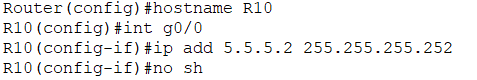 Router(config)#hostname R10
R10(config)#int g0/0
R10(config-if)#ip add 5.5.5.2 255.255.255.252
R10(config-if)#no sh